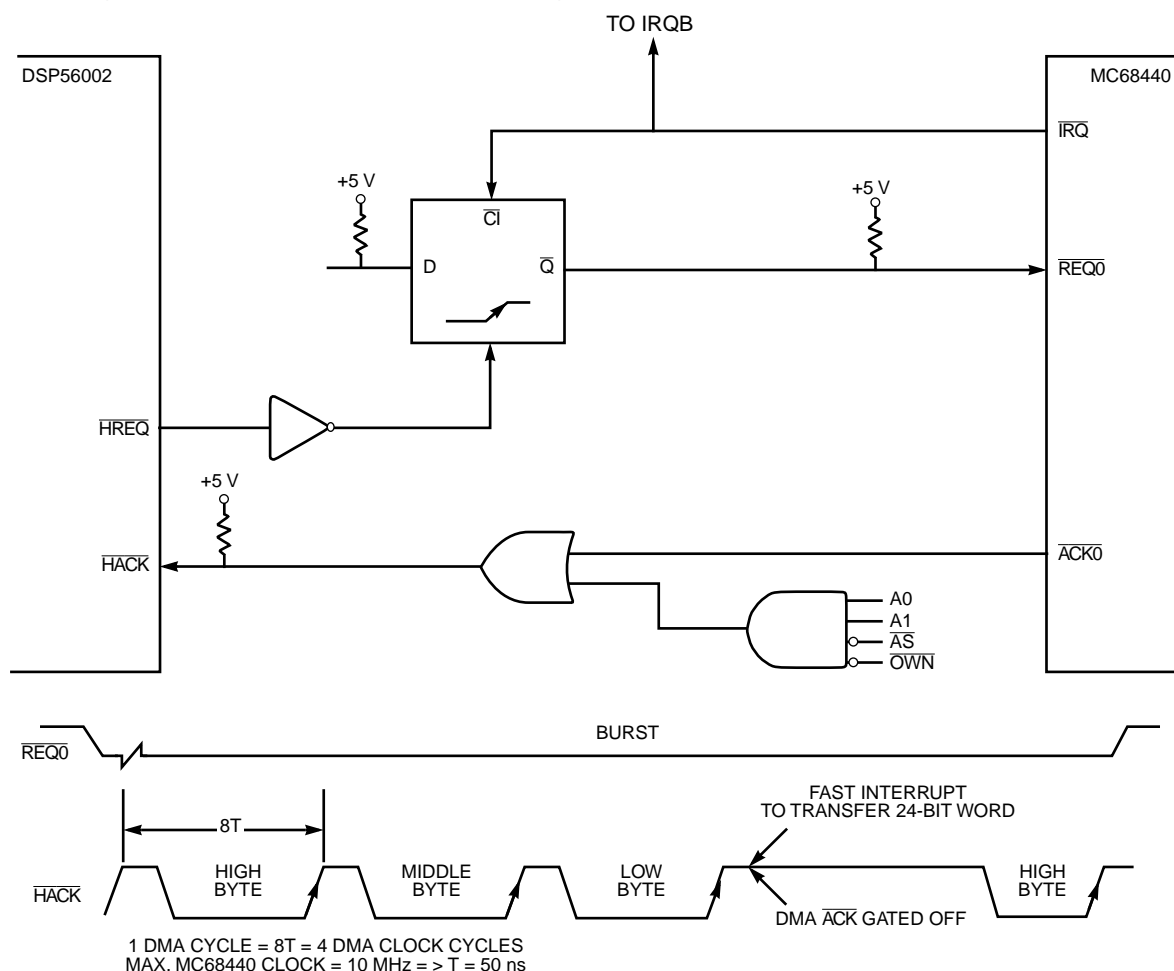 TO IRQB
DSP56002
MC68440
IRQ
+5 V
+5 V
CI
D
Q
REQ0
HREQ
+5 V
HACK
ACK0
A0
A1
AS
OWN
REQ0
BURST
FAST INTERRUPT
TO TRANSFER 24-BIT WORD
8T
HACK
HIGH
BYTE
MIDDLE
BYTE
LOW
BYTE
HIGH
BYTE
DMA ACK GATED OFF
1 DMA CYCLE = 8T = 4 DMA CLOCK CYCLES
MAX. MC68440 CLOCK = 10 MHz = > T = 50 ns